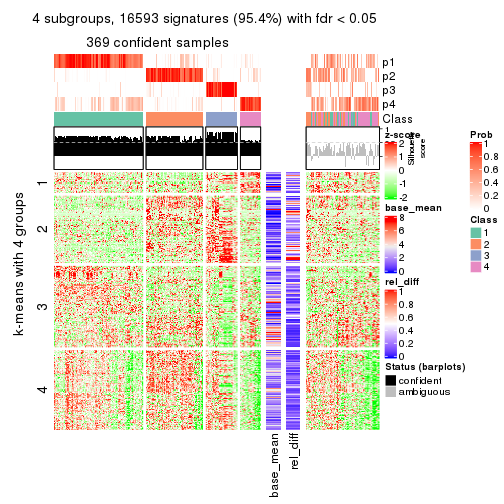 4 subgroups, 16593 signatures (95.4%) with fdr < 0.05
369 confident samples
p1
p2
p3
p4
Class
1
Silhouette
score
k-means with 4 groups
1
2
3
4
base_mean
rel_diff
z-score
2
1
0
-1
-2
base_mean
8
6
4
2
0
rel_diff
1
0.8
0.6
0.4
0.2
0
Status (barplots)
confident
ambiguous
Prob
1
0.8
0.6
0.4
0.2
0
Class
1
2
3
4